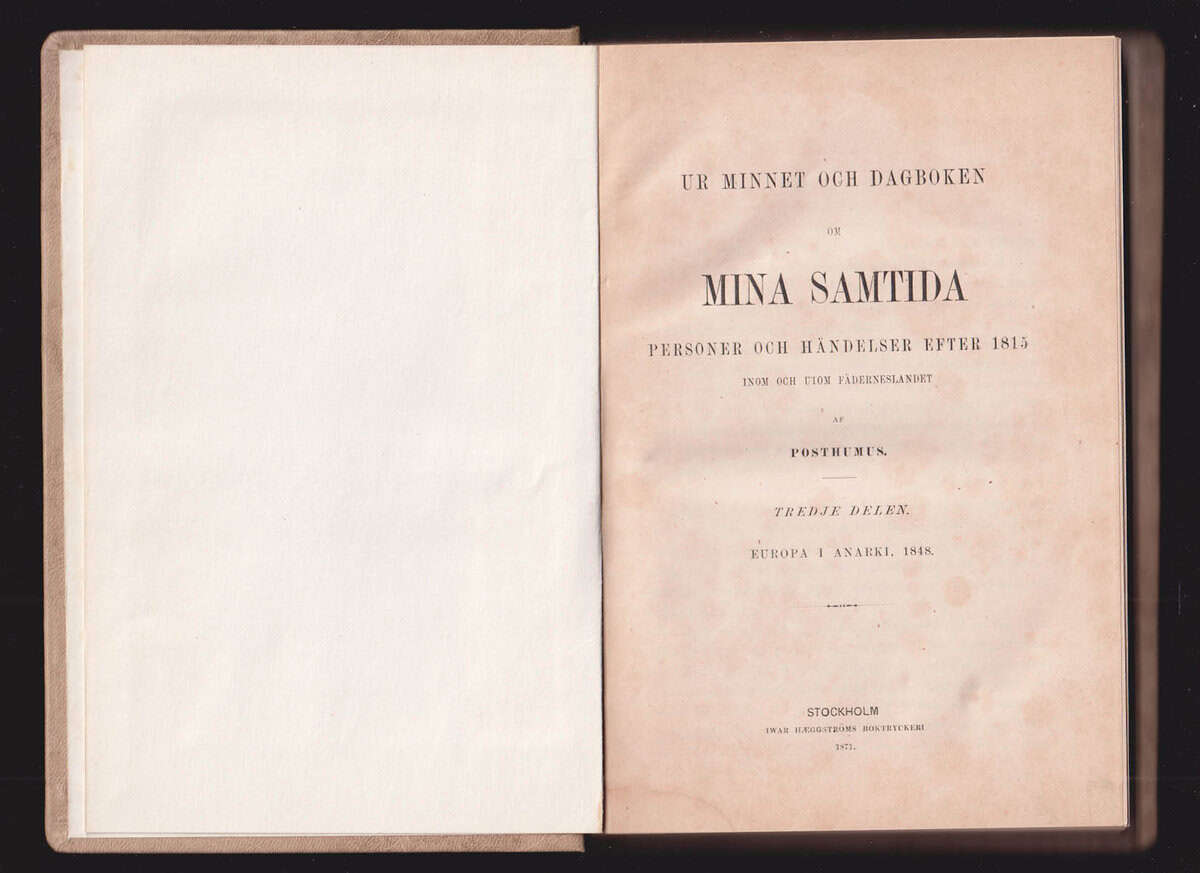 UR MINNET OCH DAGBOKEN
OM
MINA SAMTIDA
PERSONER OCH HÄNDELSER EFTER 1815
INOM OCH UTOM FÄDERNESLANDET
AF
POSTHUMUS.
TREDJE DELEN.
EUROPA I ANARKI, 1848.
STOCKHOLM
IWAR HÆGGSTRÖMS BOKTRYCKERI
1871.